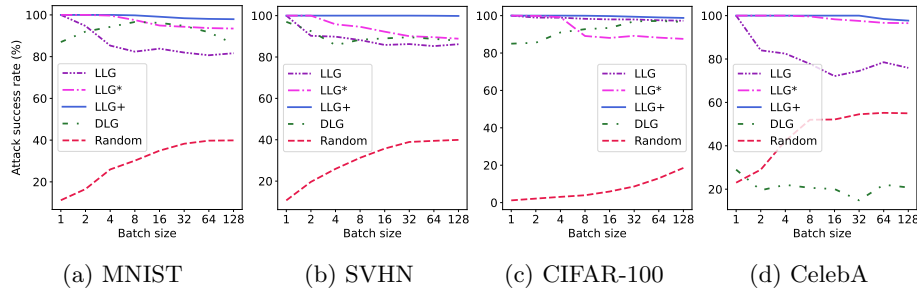 Attack success rate (%)
100
80
60
40
20
LLG
LLG*
LLG+
DLG
Random
1 2 4 8 16 32 64 128
Batch size
(a) MNIST
100
80
60
40
20
LLG
LLG*
LLG+
DLG
Random
1 2 4 8 16 32 64 128
Batch size
(b) SVHN
100
80
60
40
20
0
LLG
LLG*
LLG+
DLG
Random
1 2 4 8 16 32 64 128
Batch size
(c) CIFAR-100
100
80
60
40
20
LLG
LLG*
LLG+
DLG
Random
1 2 4 8 16 32 64 128
Batch size
(d) CelebA